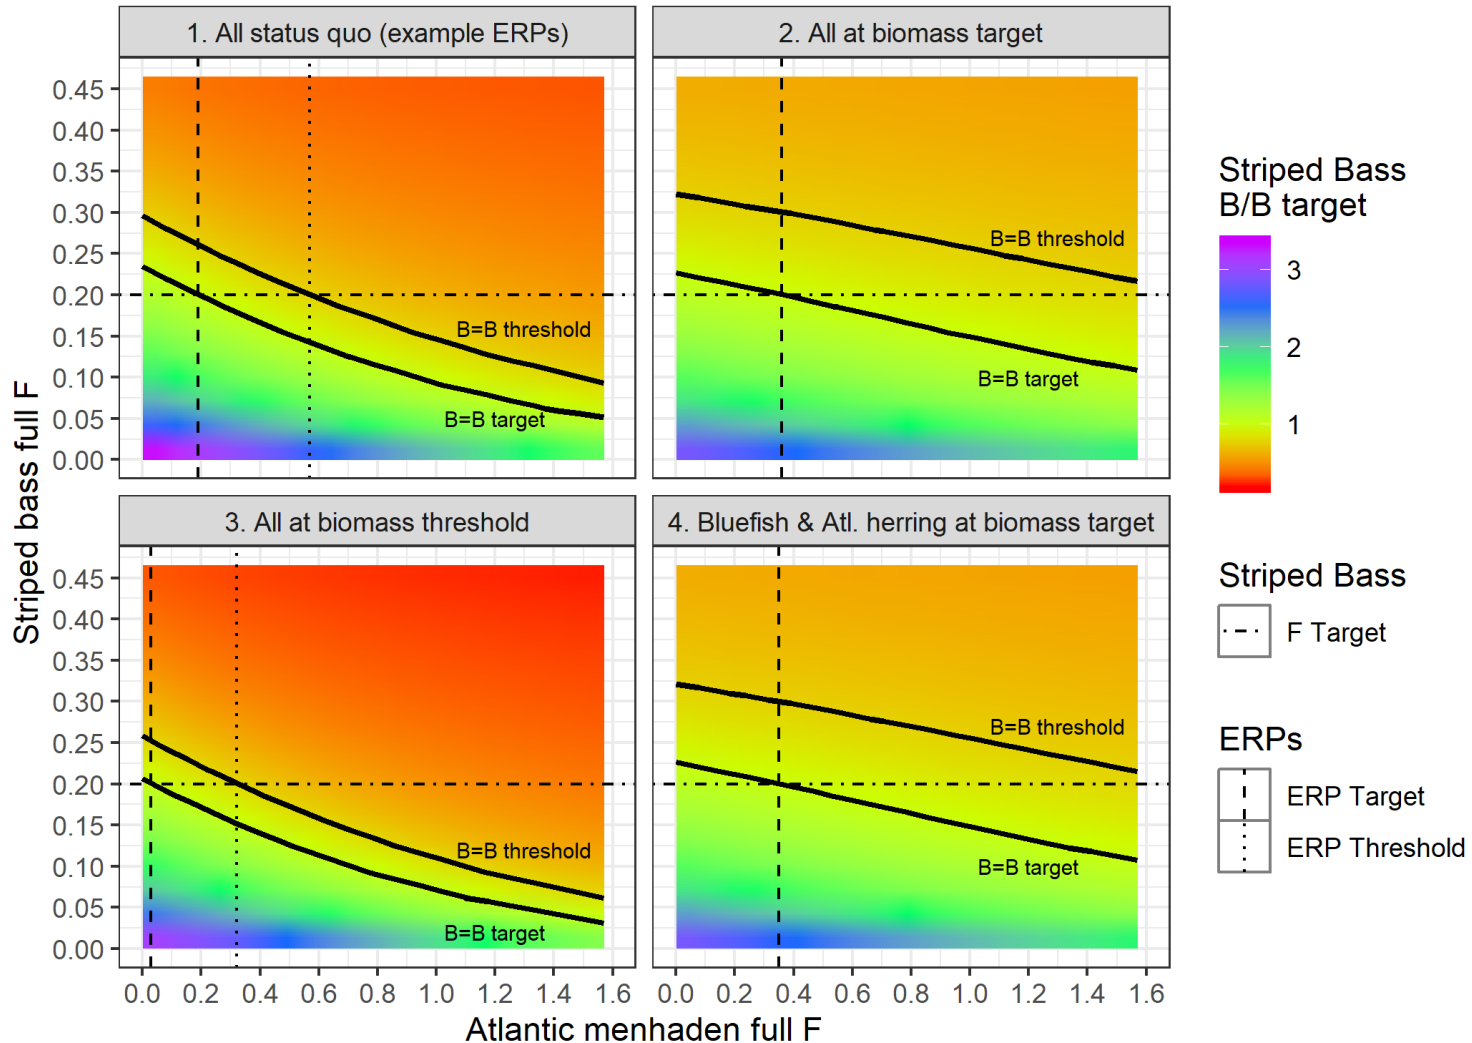 1. All status quo (example ERPs)
2. All at biomass target
Striped bass full F
0.45
0.40
0.35
0.30
0.25
0.20
0.15
0.10
0.05
0.00
B=B threshold
B=B target
B=B threshold
B=B target
3. All at biomass threshold
4. Bluefish & Atl. herring at biomass target
0.45
0.40
0.35
0.30
0.25
0.20
0.15
0.10
0.05
0.00
B=B threshold
B=B target
B=B threshold
B=B target
0.0 0.2 0.4 0.6 0.8 1.0 1.2 1.4 1.6
0.0 0.2 0.4 0.6 0.8 1.0 1.2 1.4 1.6
Atlantic menhaden full F
Striped Bass
B/B target
3
2
1
Striped Bass
F Target
ERPs
ERP Target
ERP Threshold